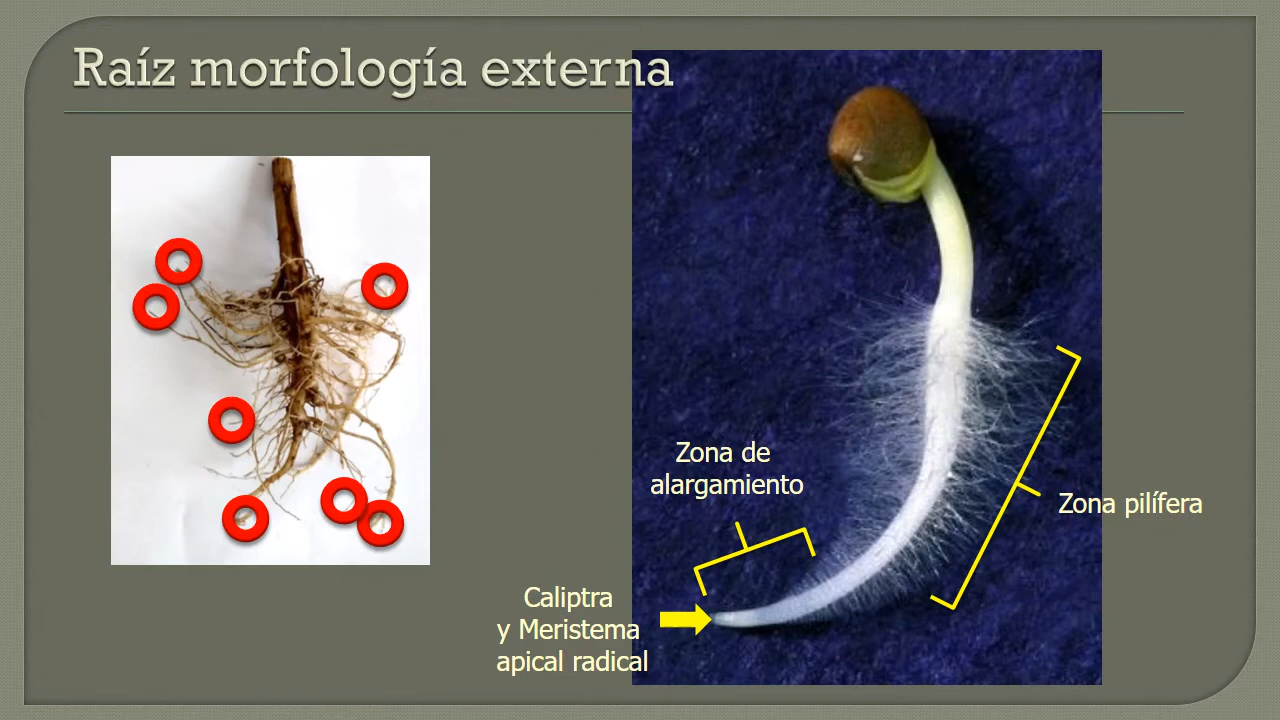 Raíz morfología externa
Zona de
alargamiento
Zona pilífera
Caliptra
y Meristema
apical radical